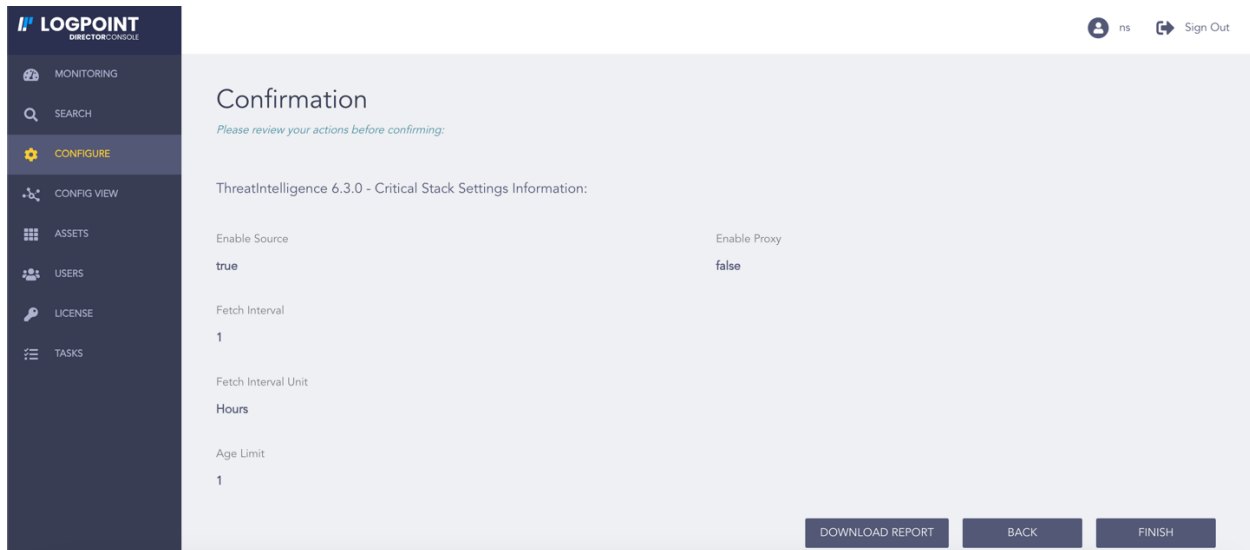 LOGPOINT
DIRECTORCONSOLE
ns
Sign Out
MONITORING
SEARCH
CONFIGURE
CONFIG VIEW
ASSETS
USERS
LICENSE
TASKS
Confirmation
Please review your actions before confirming:
ThreatIntelligence 6.3.0 - Critical Stack Settings Information:
Enable Source
true
Enable Proxy
false
Fetch Interval
1
Fetch Interval Unit
Hours
Age Limit
1
DOWNLOAD REPORT
BACK
FINISH